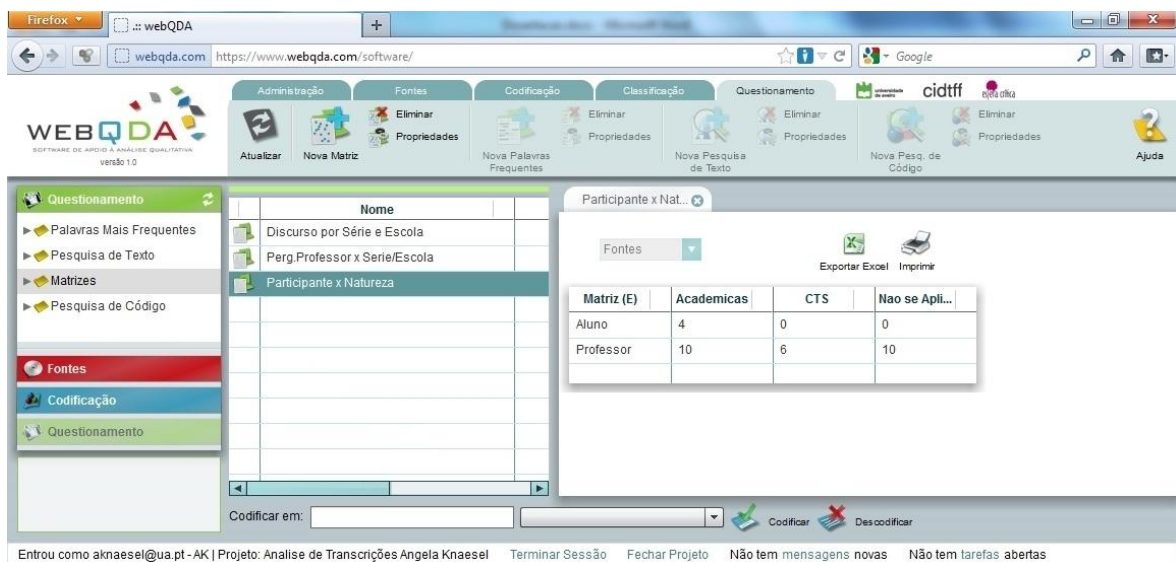 Firefox
.:: webQDA
+
webqda.com https://www.webqda.com/software/
Google
WEBQDA
SOFTWARE DE APOIO À ANÁLISE QUALITATIVA
versão 1.0
Administração Fontes Codificação Classificação Questionamento
universidade de aveiro cidtff esfera crítica
Atualizar
Nova Matriz
Eliminar
Propriedades
Nova Palavras
Frequentes
Eliminar
Propriedades
Nova Pesquisa
de Texto
Eliminar
Propriedades
Nova Pesq. de
Código
Eliminar
Propriedades
Ajuda
Questionamento
Palavras Mais Frequentes
Pesquisa de Texto
Matrizes
Pesquisa de Código
Fontes
Codificação
Questionamento
Nome
Discurso por Série e Escola
Perg.Professor x Serie/Escola
Participante x Natureza
Participante x Nat...
Fontes
Exportar Excel Imprimir
Matriz (E) Academicas CTS Nao se Apli...
Aluno 4 0 0
Professor 10 6 10
Codificar em:
Codificar Descodificar
Entrou como aknaesel@ua.pt - AK | Projeto: Analise de Transcrições Angela Knaesel Terminar Sessão Fechar Projeto Não tem mensagens novas Não tem tarefas abertas